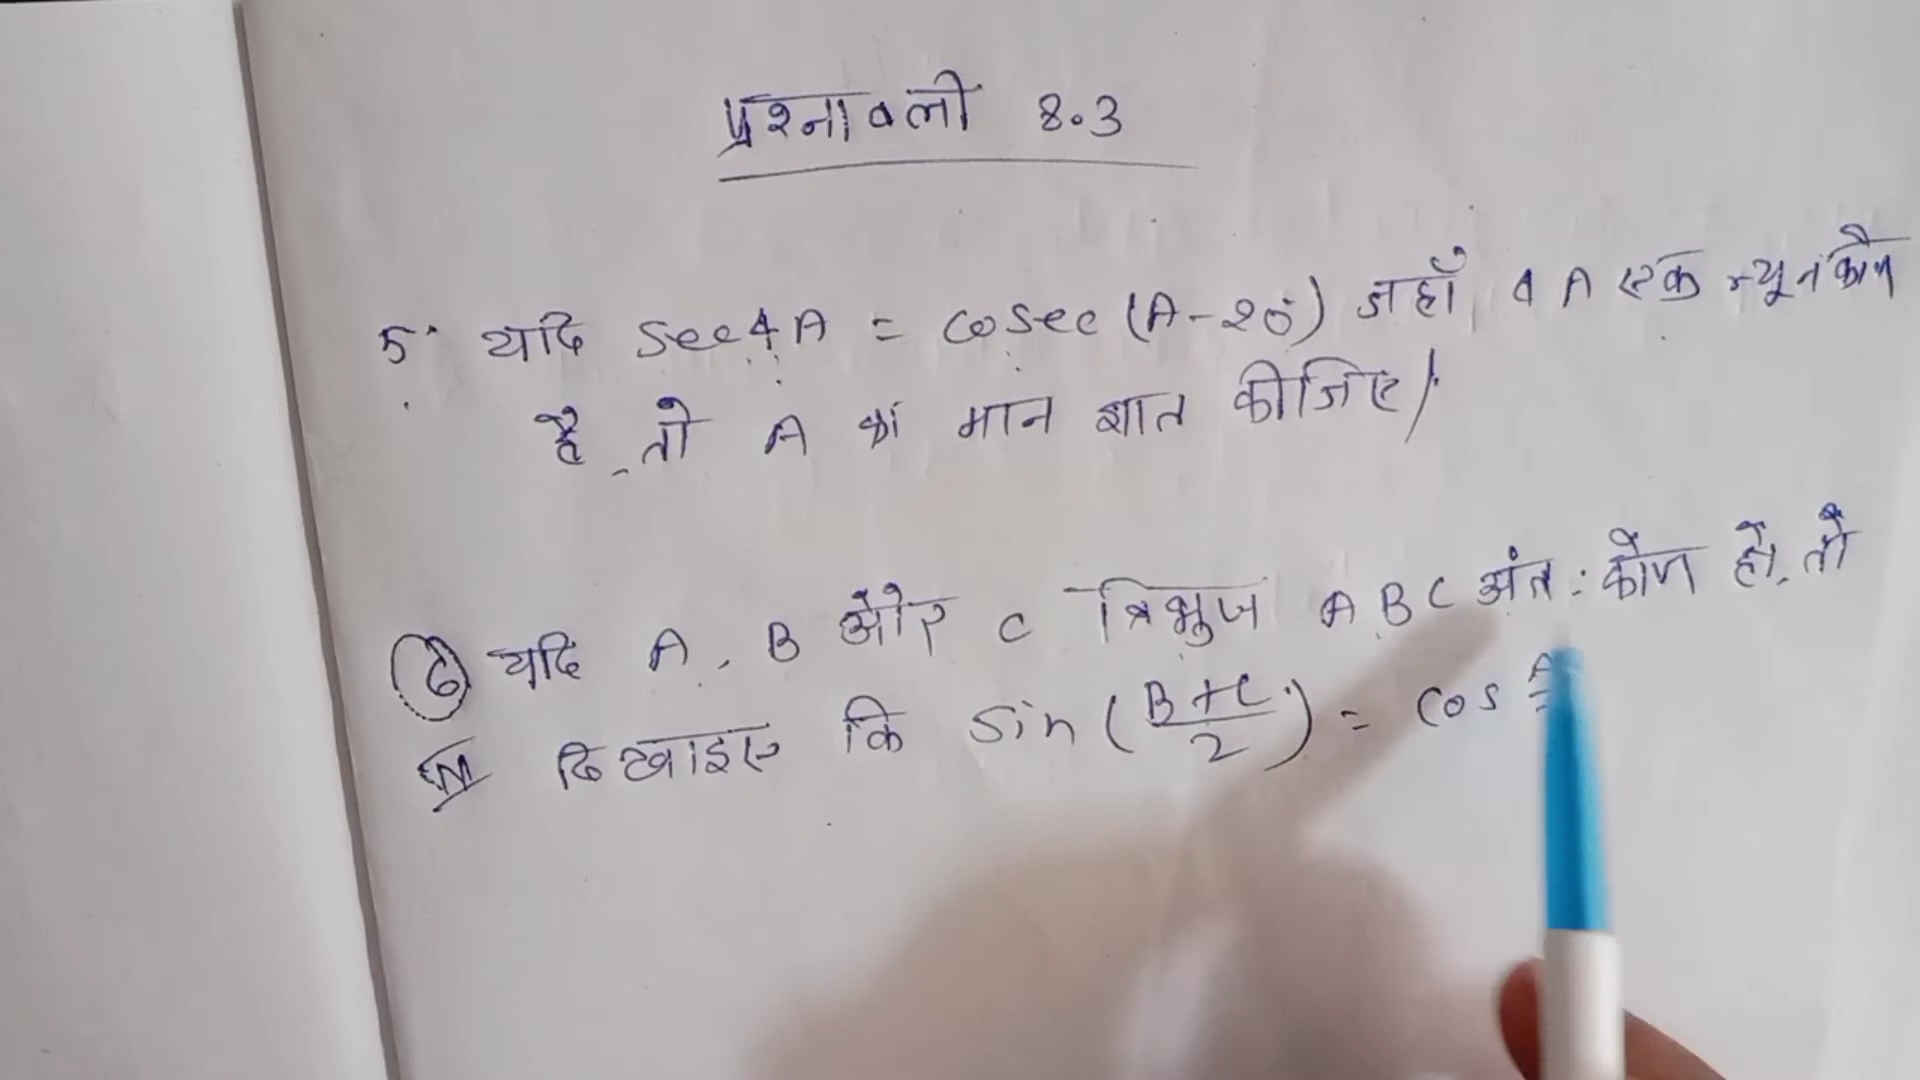 प्रश्नावली 8.3
5. यदि sec4A = cosec (A-20°) जहाँ 4A एक न्यूनकोण
है, तो A का मान ज्ञात कीजिए।
6 यदि A, B और C त्रिभुज ABC अंत: कोण हो, तो
दिखाइए कि sin (B+C/2) = cos A